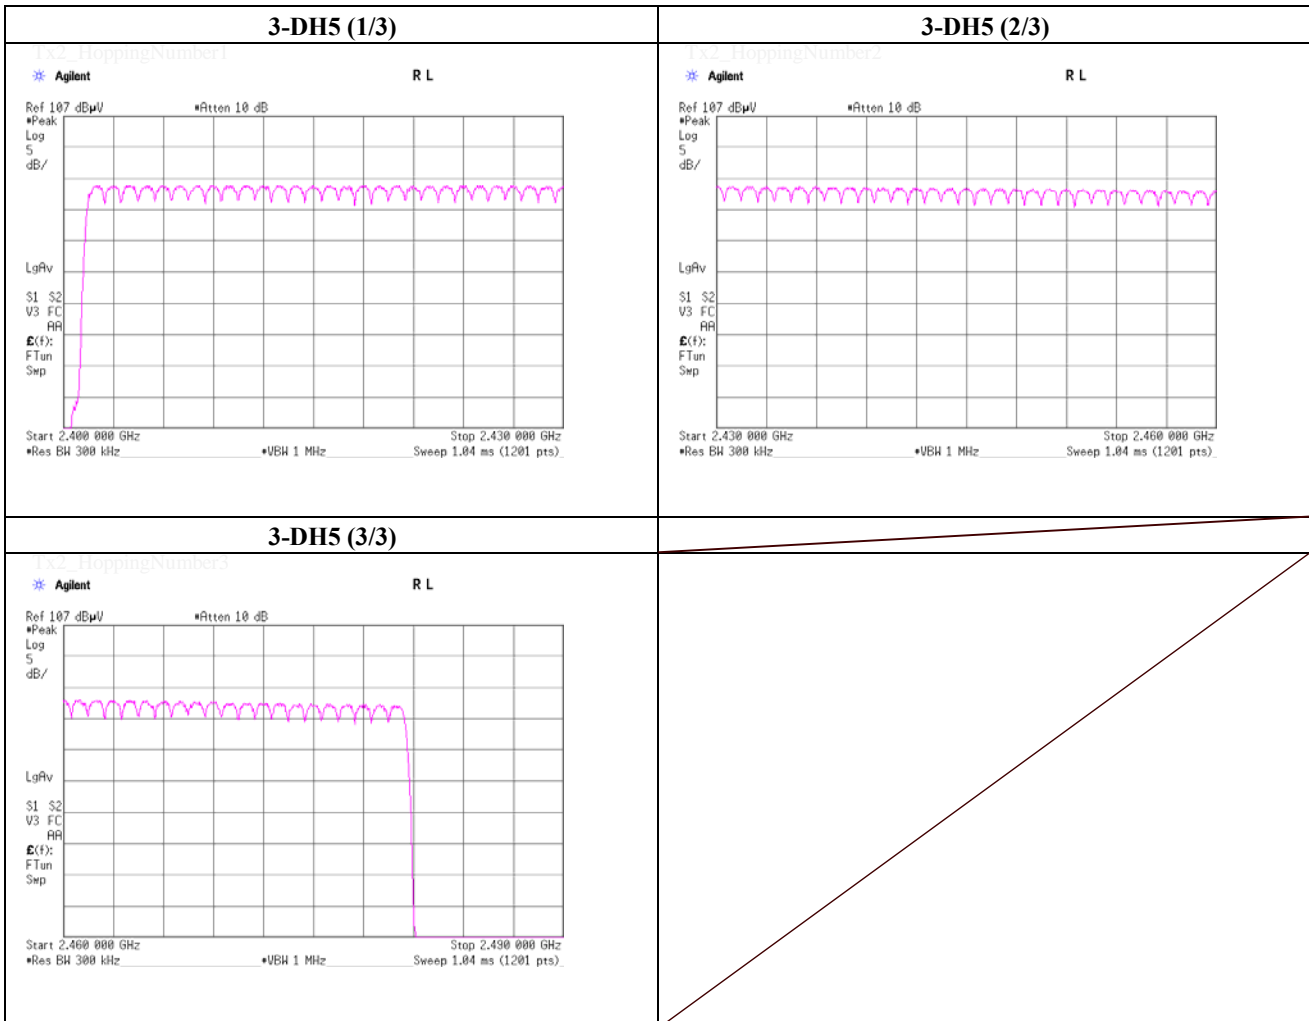 3-DH5 (1/3)
Tx2_HoppingNumber1
Agilent R L
Ref 107 dBµV #Atten 10 dB
#Peak
Log
5
dB/
LgAv
S1 S2
V3 FC
AA
£(f):
FTun
Swp
Start 2.400 000 GHz Stop 2.430 000 GHz
#Res BW 300 kHz #VBW 1 MHz Sweep 1.04 ms (1201 pts)
3-DH5 (2/3)
Tx2_HoppingNumber2
Agilent R L
Ref 107 dBµV #Atten 10 dB
#Peak
Log
5
dB/
LgAv
S1 S2
V3 FC
AA
£(f):
FTun
Swp
Start 2.430 000 GHz Stop 2.460 000 GHz
#Res BW 300 kHz #VBW 1 MHz Sweep 1.04 ms (1201 pts)
3-DH5 (3/3)
Tx2_HoppingNumber3
Agilent R L
Ref 107 dBµV #Atten 10 dB
#Peak
Log
5
dB/
LgAv
S1 S2
V3 FC
AA
£(f):
FTun
Swp
Start 2.460 000 GHz Stop 2.490 000 GHz
#Res BW 300 kHz #VBW 1 MHz Sweep 1.04 ms (1201 pts)